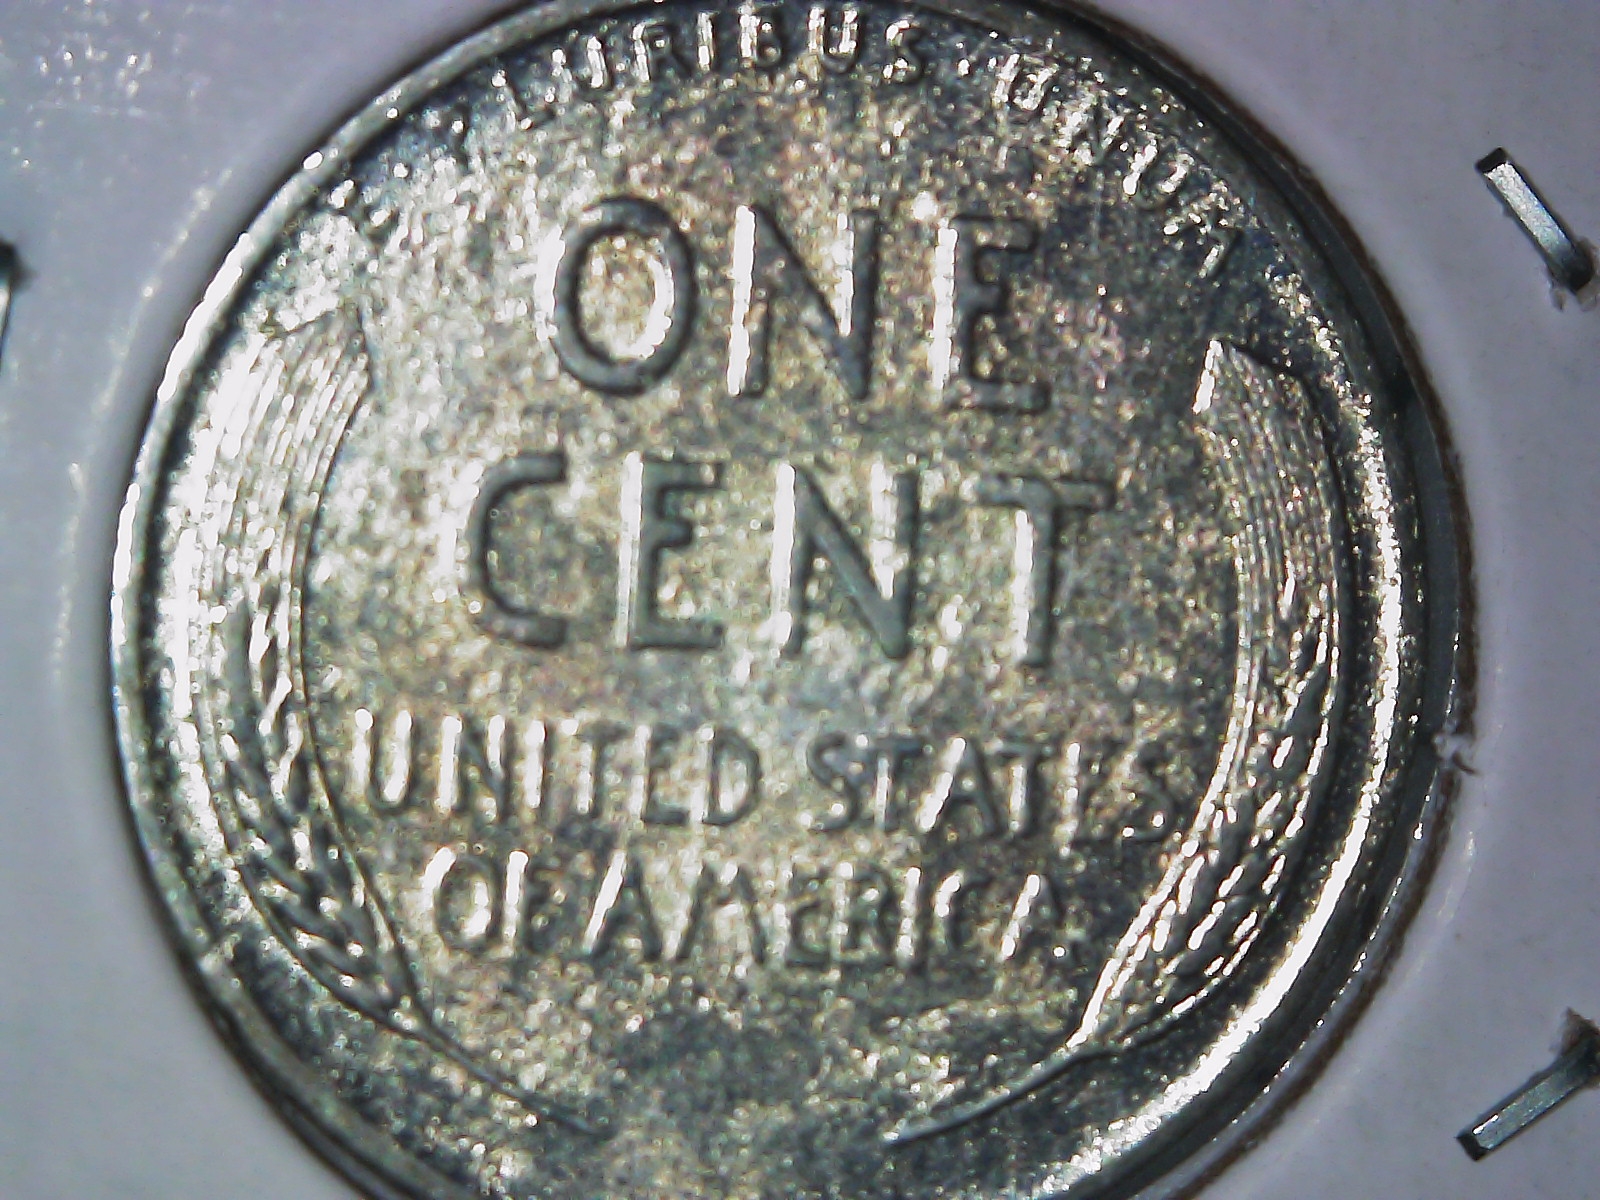 PLURIBUS · UNUM
ONE
CENT
UNITED STATES
OF AMERICA